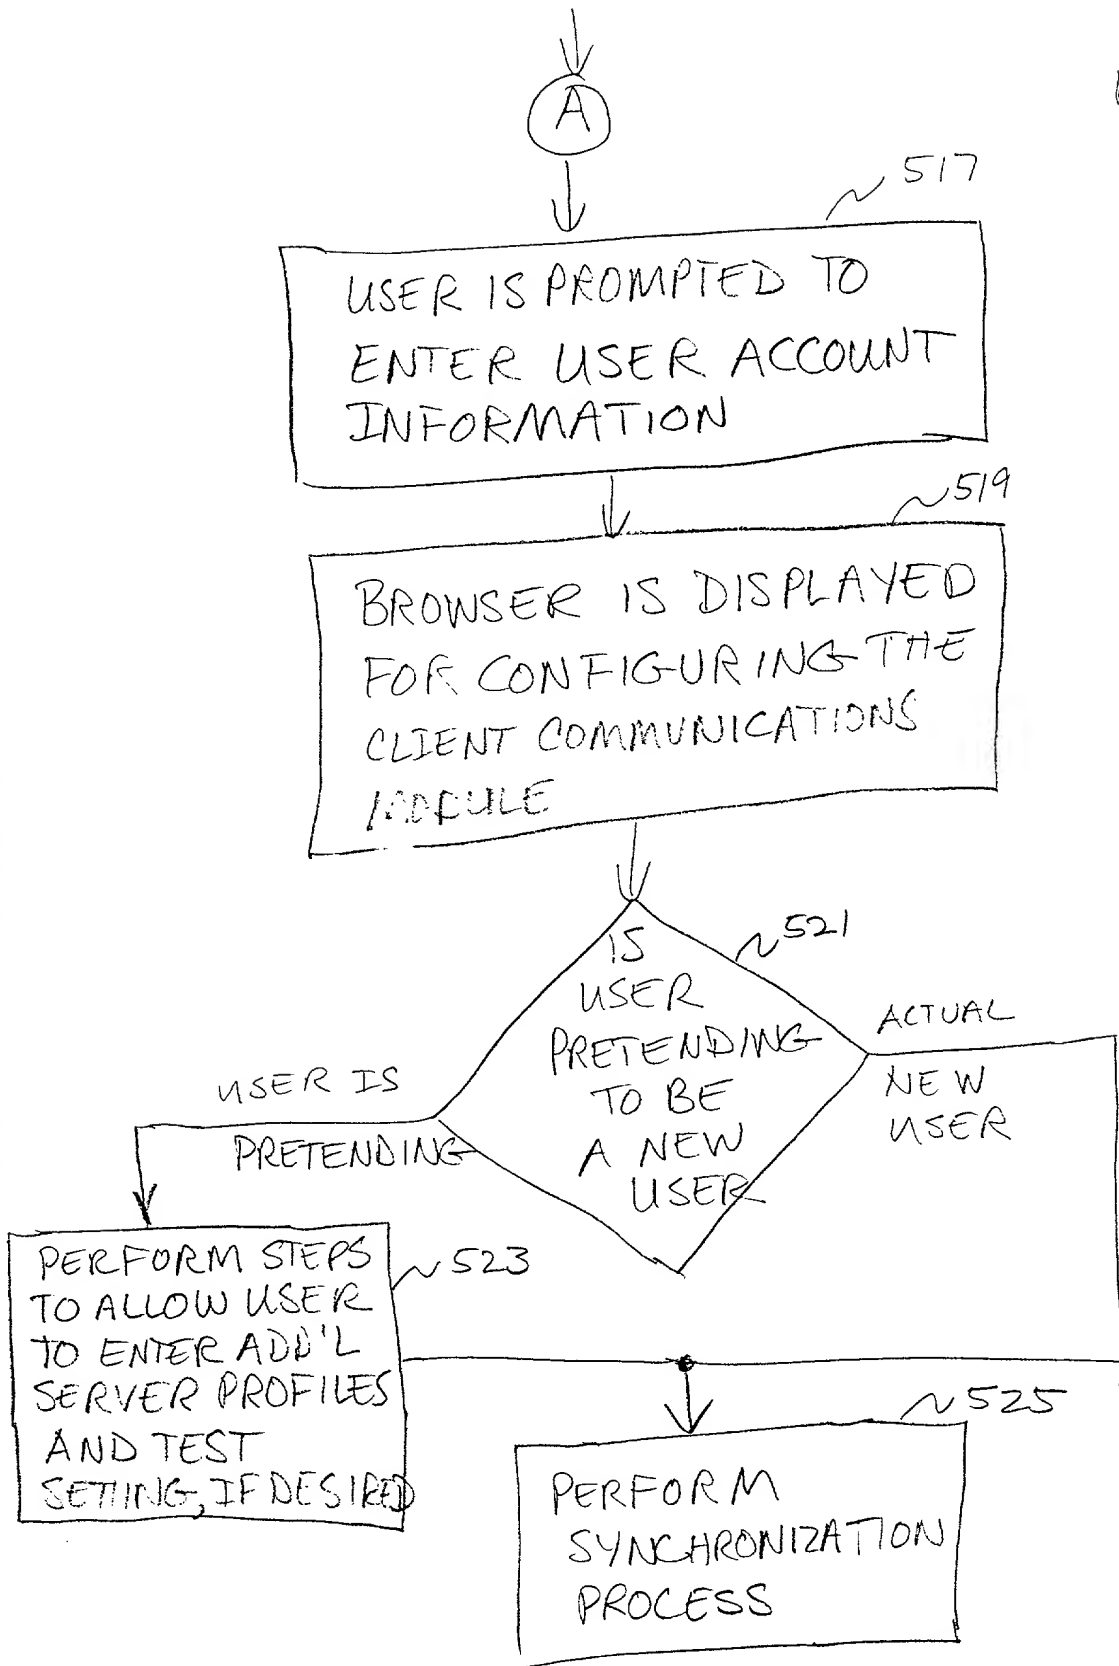 A
517
USER IS PROMPTED TO
ENTER USER ACCOUNT
INFORMATION
519
BROWSER IS DISPLAYED
FOR CONFIGURING THE
CLIENT COMMUNICATIONS
MODULE
521
IS
USER
PRETENDING
TO BE
A NEW
USER
ACTUAL
NEW
USER
USER IS
PRETENDING
PERFORM STEPS
TO ALLOW USER
TO ENTER ADD'L
SERVER PROFILES
AND TEST
SETTING, IF DESIRED
523
525
PERFORM
SYNCHRONIZATION
PROCESS